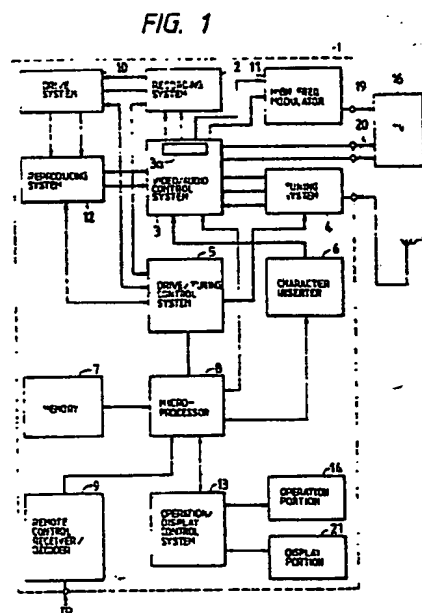 FIG. 1
1
10
2
11
19
16
DRIVE
SYSTEM
RECORDING
SYSTEM
HIGH FREQ
MODULATOR
TV
20
3a
REPRODUCING
SYSTEM
VIDEO/AUDIO
CONTROL
SYSTEM
TUNING
SYSTEM
12
3
4
5
6
DRIVE/TUNING
CONTROL
SYSTEM
CHARACTER
INSERTER
7
8
MEMORY
MICRO-
PROCESSOR
9
13
14
REMOTE
CONTROL
RECEIVER/
DECODER
OPERATION/
DISPLAY
CONTROL
SYSTEM
OPERATION
PORTION
21
DISPLAY
PORTION